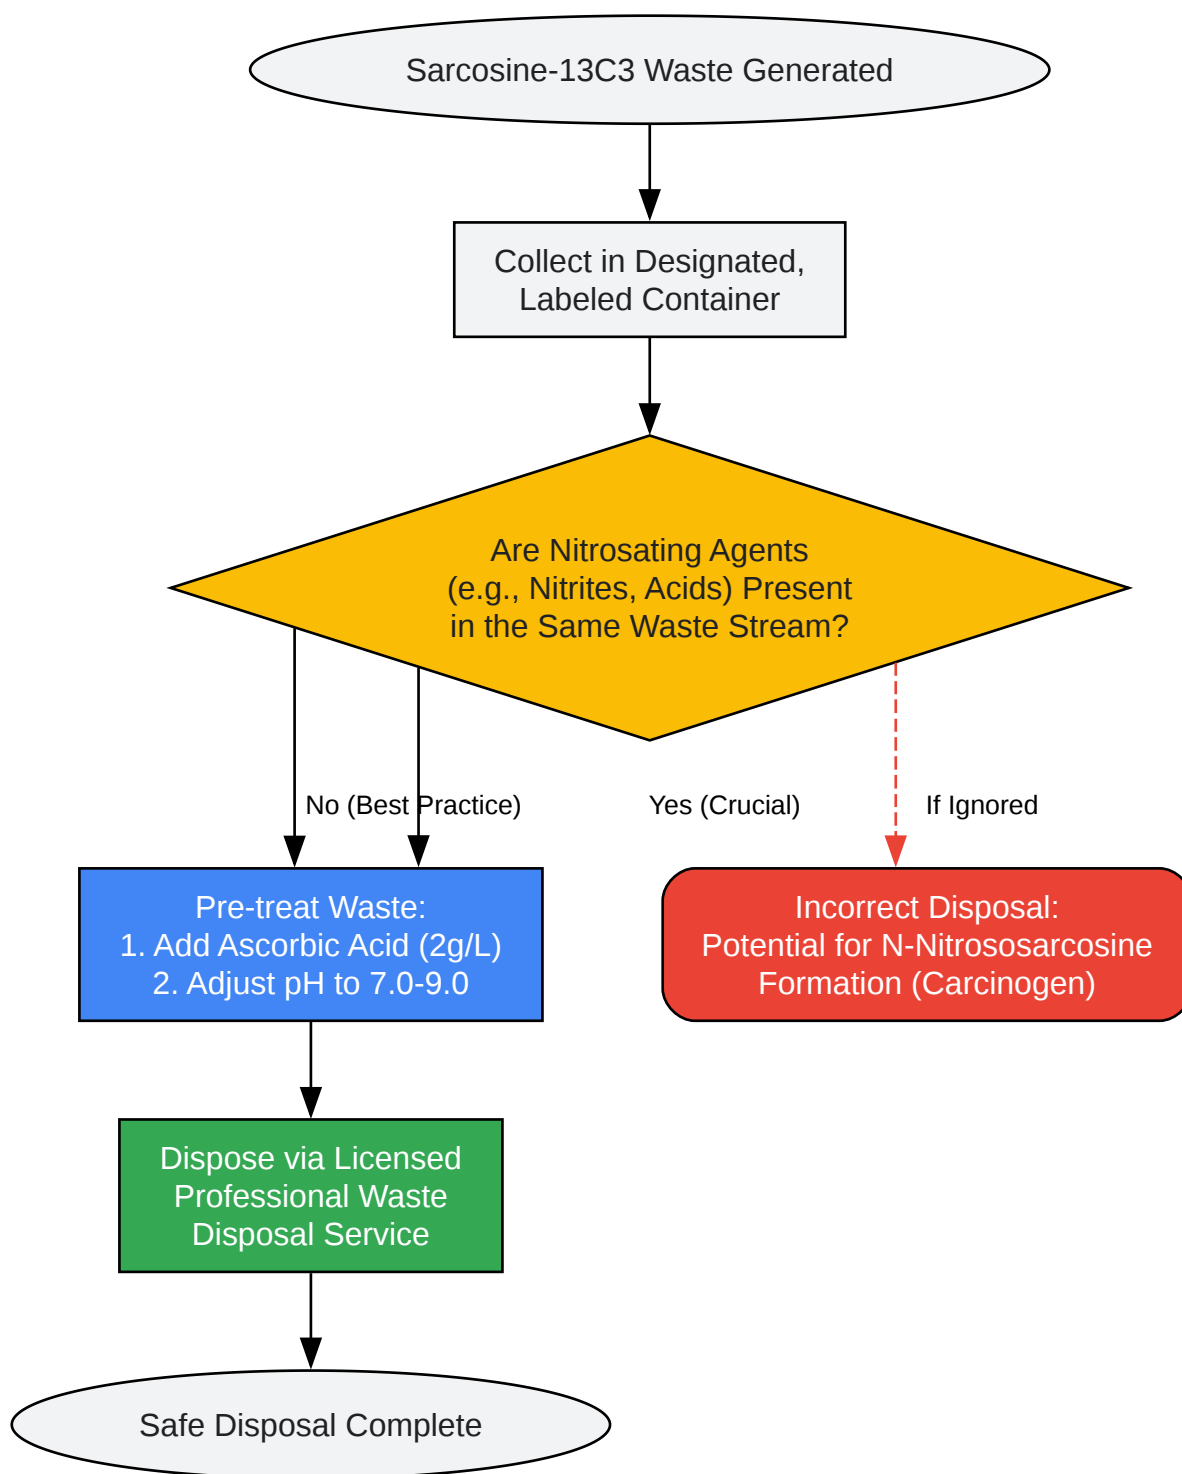 Sarcosine-13C3 Waste Generated
Collect in Designated,
Labeled Container
Are Nitrosating Agents
(e.g., Nitrites, Acids) Present
in the Same Waste Stream?
No (Best Practice)
Yes (Crucial)
If Ignored
Pre-treat Waste:
1. Add Ascorbic Acid (2g/L)
2. Adjust pH to 7.0-9.0
Incorrect Disposal:
Potential for N-Nitrososarcosine
Formation (Carcinogen)
Dispose via Licensed
Professional Waste
Disposal Service
Safe Disposal Complete